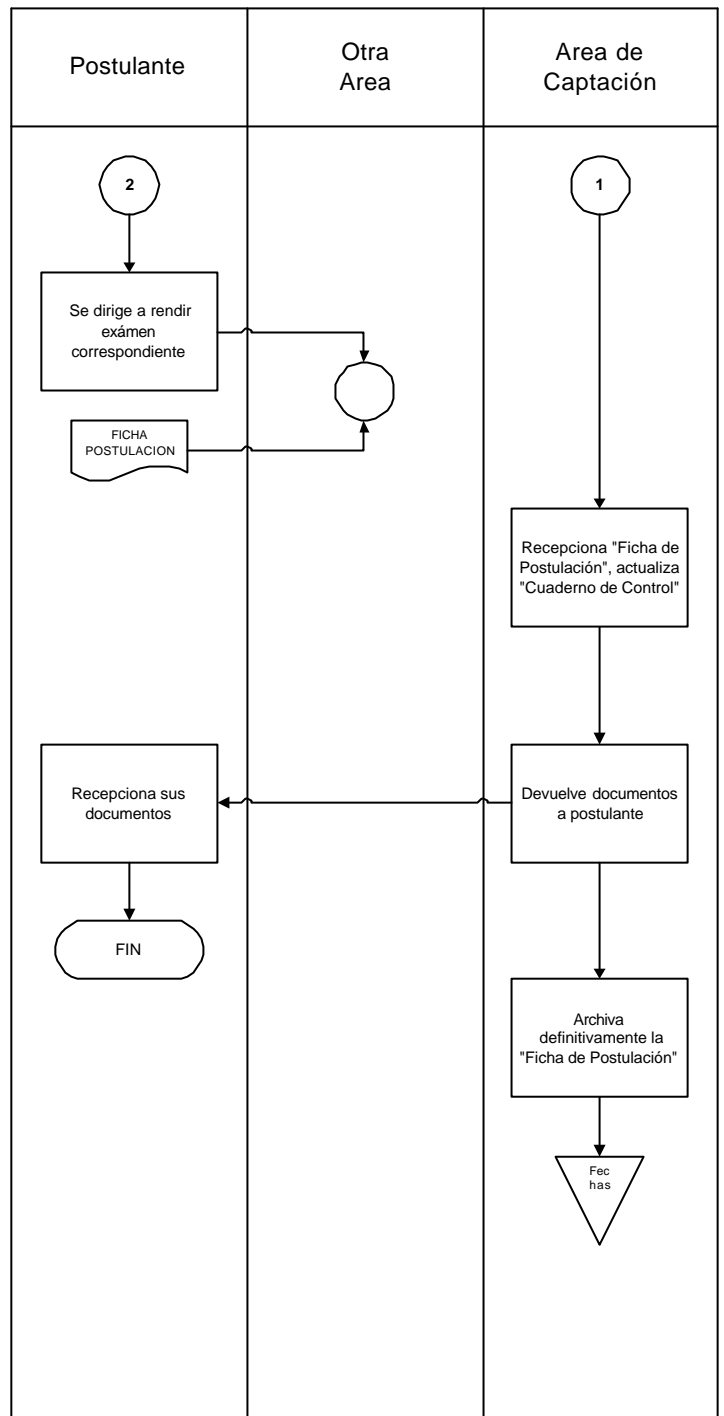 Postulante
Otra
Area
Area de
Captación
2
1
Se dirige a rendir
exámen
correspondiente
FICHA
POSTULACION
Recepciona "Ficha de
Postulación", actualiza
"Cuaderno de Control"
Recepciona sus
documentos
Devuelve documentos
a postulante
FIN
Archiva
definitivamente la
"Ficha de Postulación"
Fec
has